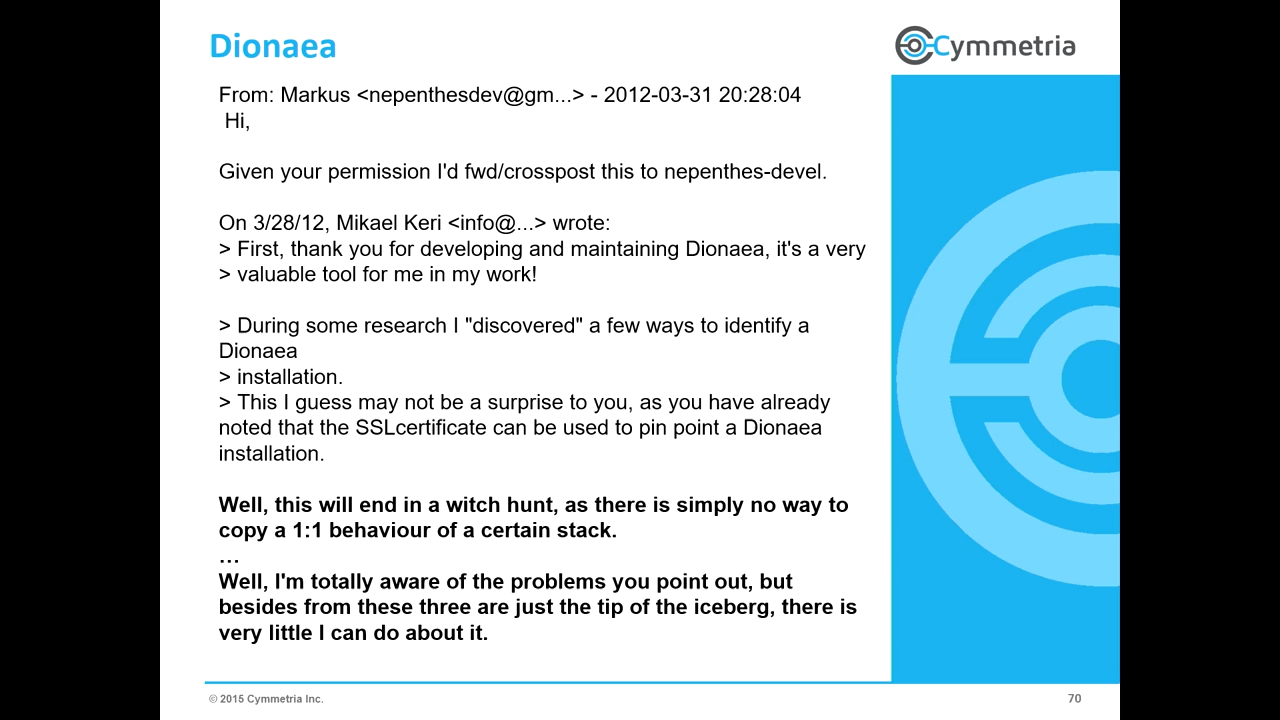 Dionaea
Cymmetria
From: Markus <nepenthesdev@gm...> - 2012-03-31 20:28:04
Hi,
Given your permission I'd fwd/crosspost this to nepenthes-devel.
On 3/28/12, Mikael Keri <info@...> wrote:
> First, thank you for developing and maintaining Dionaea, it's a very
> valuable tool for me in my work!
> During some research I "discovered" a few ways to identify a
Dionaea
> installation.
> This I guess may not be a surprise to you, as you have already
noted that the SSLcertificate can be used to pin point a Dionaea
installation.
Well, this will end in a witch hunt, as there is simply no way to
copy a 1:1 behaviour of a certain stack.
...
Well, I'm totally aware of the problems you point out, but
besides from these three are just the tip of the iceberg, there is
very little I can do about it.
© 2015 Cymmetria Inc.
70